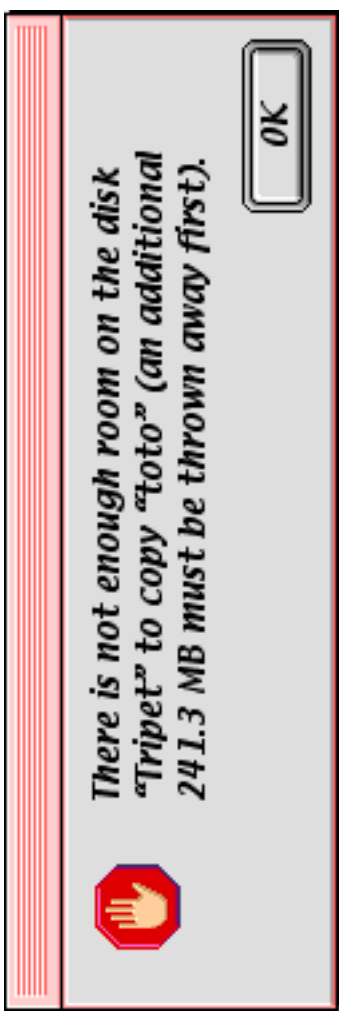 There is not enough room on the disk
“Tripet” to copy “toto” (an additional
241.3 MB must be thrown away first).
OK